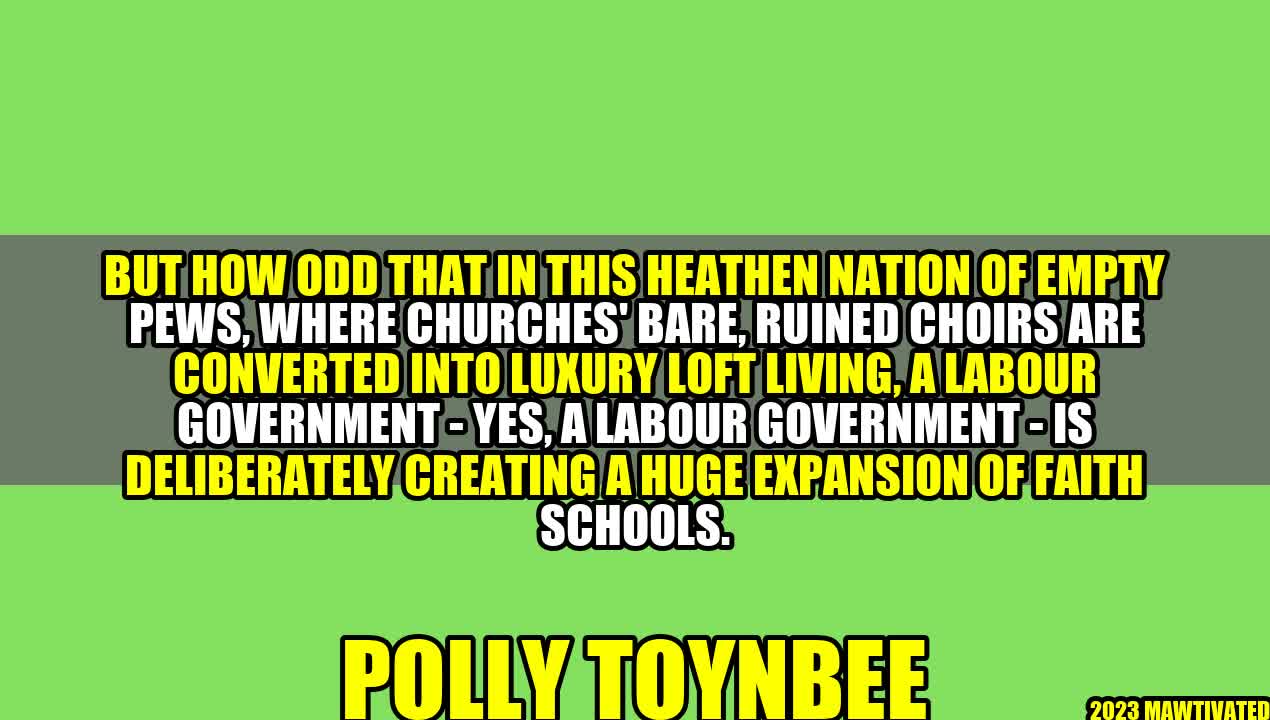 BUT HOW ODD THAT IN THIS HEATHEN NATION OF EMPTY
PEWS, WHERE CHURCHES' BARE, RUINED CHOIRS ARE
CONVERTED INTO LUXURY LOFT LIVING, A LABOUR
GOVERNMENT - YES, A LABOUR GOVERNMENT - IS
DELIBERATELY CREATING A HUGE EXPANSION OF FAITH
SCHOOLS.
POLLY TOYNBEE
2023 MAWTIVATED